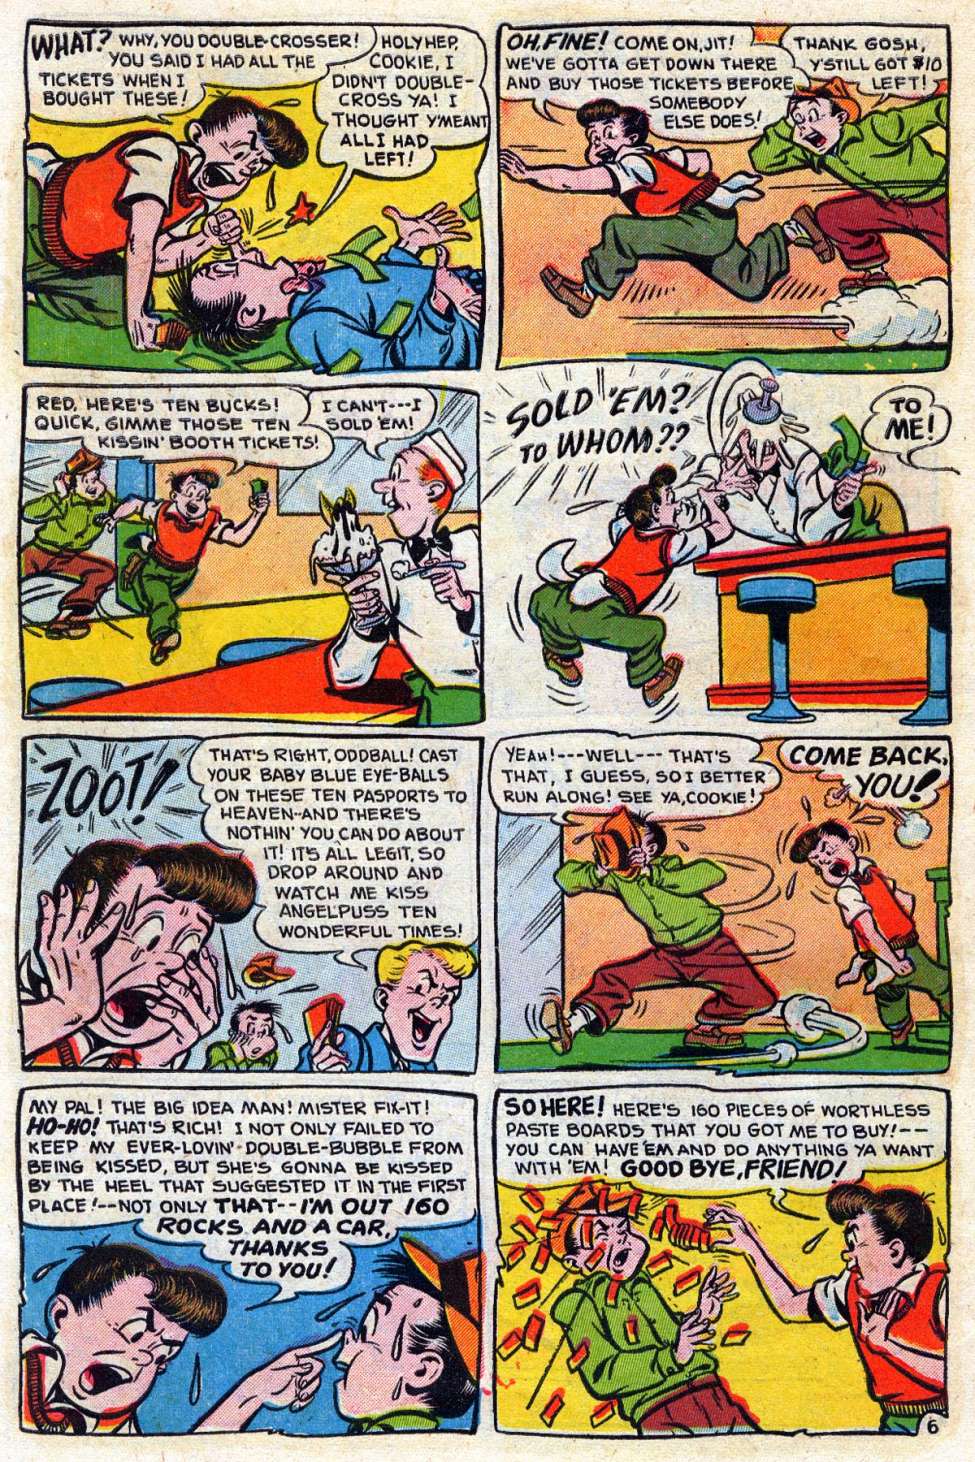 WHAT? WHY, YOU DOUBLE-CROSSER!
YOU SAID I HAD ALL THE
TICKETS WHEN I
BOUGHT THESE!
HOLY HEP,
COOKIE, I
DIDN'T DOUBLE-
CROSS YA! I
THOUGHT Y'MEANT
ALL I HAD
LEFT!
OH, FINE! COME ON, JIT!
WE'VE GOTTA GET DOWN THERE
AND BUY THOSE TICKETS BEFORE
SOMEBODY
ELSE DOES!
THANK GOSH,
Y'STILL GOT $10
LEFT!
RED, HERE'S TEN BUCKS!
QUICK, GIMME THOSE TEN
KISSIN' BOOTH TICKETS!
I CAN'T---I
SOLD 'EM!
SOLD 'EM?
TO WHOM??
TO
ME!
ZOOT!
THAT'S RIGHT, ODDBALL! CAST
YOUR BABY BLUE EYE-BALLS
ON THESE TEN PASPORTS TO
HEAVEN--AND THERE'S
NOTHIN' YOU CAN DO ABOUT
IT! IT'S ALL LEGIT, SO
DROP AROUND AND
WATCH ME KISS
ANGELPUSS TEN
WONDERFUL TIMES!
YEAH!---WELL--- THAT'S
THAT, I GUESS, SO I BETTER
RUN ALONG! SEE YA, COOKIE!
COME BACK,
YOU!
MY PAL! THE BIG IDEA MAN! MISTER FIX-IT!
HO-HO! THAT'S RICH! I NOT ONLY FAILED TO
KEEP MY EVER-LOVIN'-DOUBLE-BUBBLE FROM
BEING KISSED, BUT SHE'S GONNA BE KISSED
BY THE HEEL THAT SUGGESTED IT IN THE FIRST
PLACE!--NOT ONLY THAT--I'M OUT 160
ROCKS AND A CAR,
THANKS
TO YOU!
SO HERE! HERE'S 160 PIECES OF WORTHLESS
PASTE BOARDS THAT YOU GOT ME TO BUY!--
YOU CAN HAVE 'EM AND DO ANYTHING YA WANT
WITH 'EM! GOOD BYE, FRIEND!
6